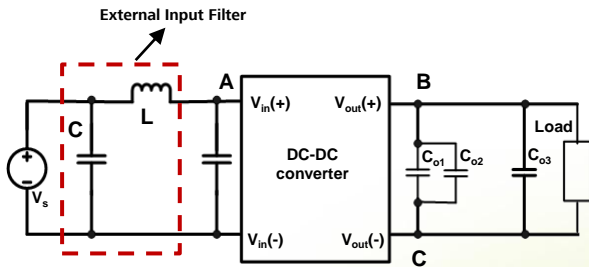 External Input Filter
A
B
C
L
Vs
Vin(+)
Vout(+)
DC-DC
converter
Vin(-)
Vout(-)
Co1
Co2
Co3
Load
C